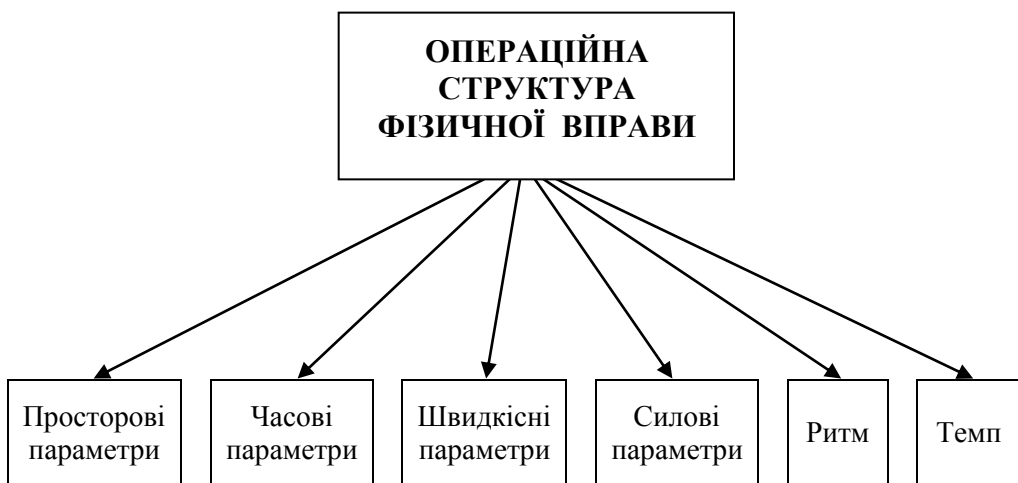 ОПЕРАЦІЙНА
СТРУКТУРА
ФІЗИЧНОЇ ВПРАВИ
Просторові
параметри
Часові
параметри
Швидкісні
параметри
Силові
параметри
Ритм
Темп